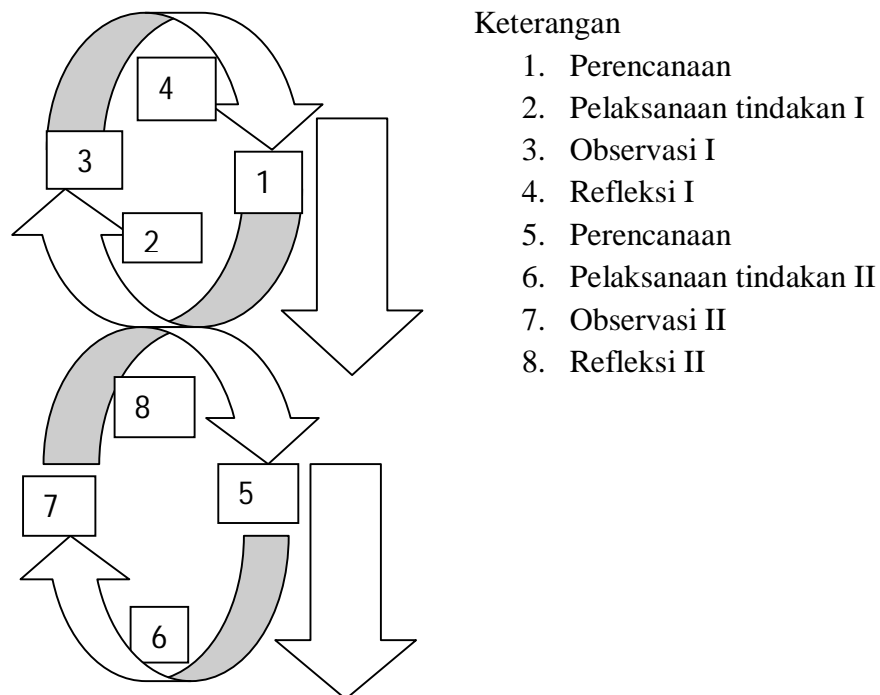 4
3
1
2
8
5
7
6
Keterangan
1. Perencanaan
2. Pelaksanaan tindakan I
3. Observasi I
4. Refleksi I
5. Perencanaan
6. Pelaksanaan tindakan II
7. Observasi II
8. Refleksi II